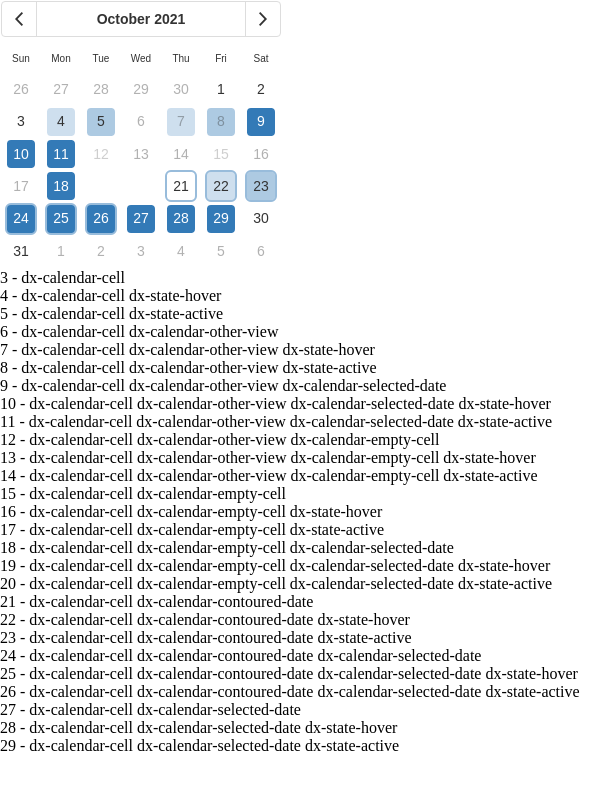 October 2021
Sun Mon Tue Wed Thu Fri Sat
26 27 28 29 30 1 2
3 4 5 6 7 8 9
10 11 12 13 14 15 16
17 18 21 22 23
24 25 26 27 28 29 30
31 1 2 3 4 5 6
3 - dx-calendar-cell
4 - dx-calendar-cell dx-state-hover
5 - dx-calendar-cell dx-state-active
6 - dx-calendar-cell dx-calendar-other-view
7 - dx-calendar-cell dx-calendar-other-view dx-state-hover
8 - dx-calendar-cell dx-calendar-other-view dx-state-active
9 - dx-calendar-cell dx-calendar-other-view dx-calendar-selected-date
10 - dx-calendar-cell dx-calendar-other-view dx-calendar-selected-date dx-state-hover
11 - dx-calendar-cell dx-calendar-other-view dx-calendar-selected-date dx-state-active
12 - dx-calendar-cell dx-calendar-other-view dx-calendar-empty-cell
13 - dx-calendar-cell dx-calendar-other-view dx-calendar-empty-cell dx-state-hover
14 - dx-calendar-cell dx-calendar-other-view dx-calendar-empty-cell dx-state-active
15 - dx-calendar-cell dx-calendar-empty-cell
16 - dx-calendar-cell dx-calendar-empty-cell dx-state-hover
17 - dx-calendar-cell dx-calendar-empty-cell dx-state-active
18 - dx-calendar-cell dx-calendar-empty-cell dx-calendar-selected-date
19 - dx-calendar-cell dx-calendar-empty-cell dx-calendar-selected-date dx-state-hover
20 - dx-calendar-cell dx-calendar-empty-cell dx-calendar-selected-date dx-state-active
21 - dx-calendar-cell dx-calendar-contoured-date
22 - dx-calendar-cell dx-calendar-contoured-date dx-state-hover
23 - dx-calendar-cell dx-calendar-contoured-date dx-state-active
24 - dx-calendar-cell dx-calendar-contoured-date dx-calendar-selected-date
25 - dx-calendar-cell dx-calendar-contoured-date dx-calendar-selected-date dx-state-hover
26 - dx-calendar-cell dx-calendar-contoured-date dx-calendar-selected-date dx-state-active
27 - dx-calendar-cell dx-calendar-selected-date
28 - dx-calendar-cell dx-calendar-selected-date dx-state-hover
29 - dx-calendar-cell dx-calendar-selected-date dx-state-active